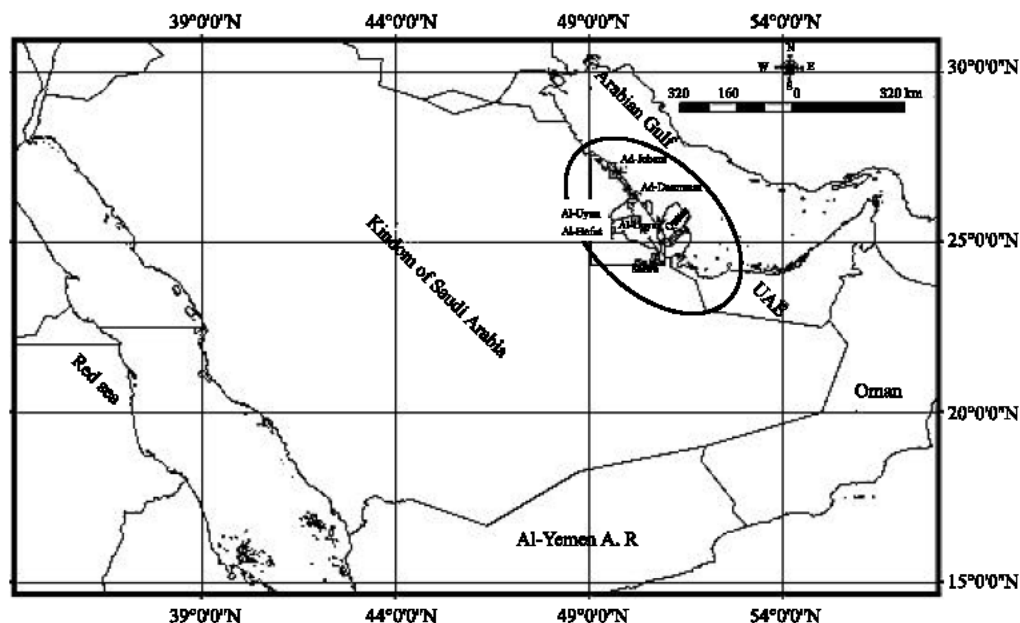 39°0'0"N 44°0'0"N 49°0'0"N 54°0'0"N
N
W E
S
30°0'0"N
320 160 0 320 km
Arabian Gulf
Ad-Jubail
Ad-Dammam
Al-Uyun
Al-Hofuf
25°0'0"N
Kindom of Saudi Arabia
UAE
Red sea
Oman
20°0'0"N
Al-Yemen A. R
15°0'0"N
39°0'0"N 44°0'0"N 49°0'0"N 54°0'0"N